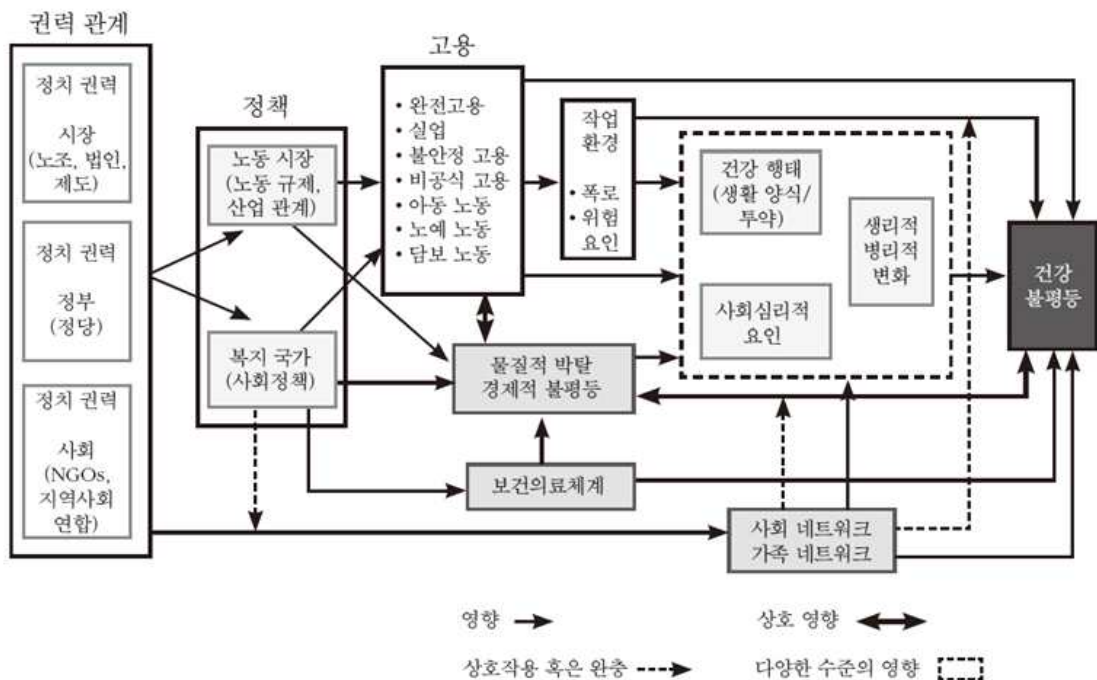 권력 관계
정치 권력
시장
(노조, 법인,
제도)
정치 권력
정부
(정당)
정치 권력
사회
(NGOs,
지역사회
연합)
정책
노동 시장
(노동 규제,
산업 관계)
복지 국가
(사회정책)
고용
• 완전고용
• 실업
• 불안정 고용
• 비공식 고용
• 아동 노동
• 노예 노동
• 담보 노동
작업
환경
• 폭로
• 위험
요인
물질적 박탈
경제적 불평등
보건의료체계
건강 행태
(생활 양식/
투약)
사회심리적
요인
생리적
병리적
변화
사회 네트워크
가족 네트워크
건강
불평등
영향
상호 영향
상호작용 혹은 완충
다양한 수준의 영향